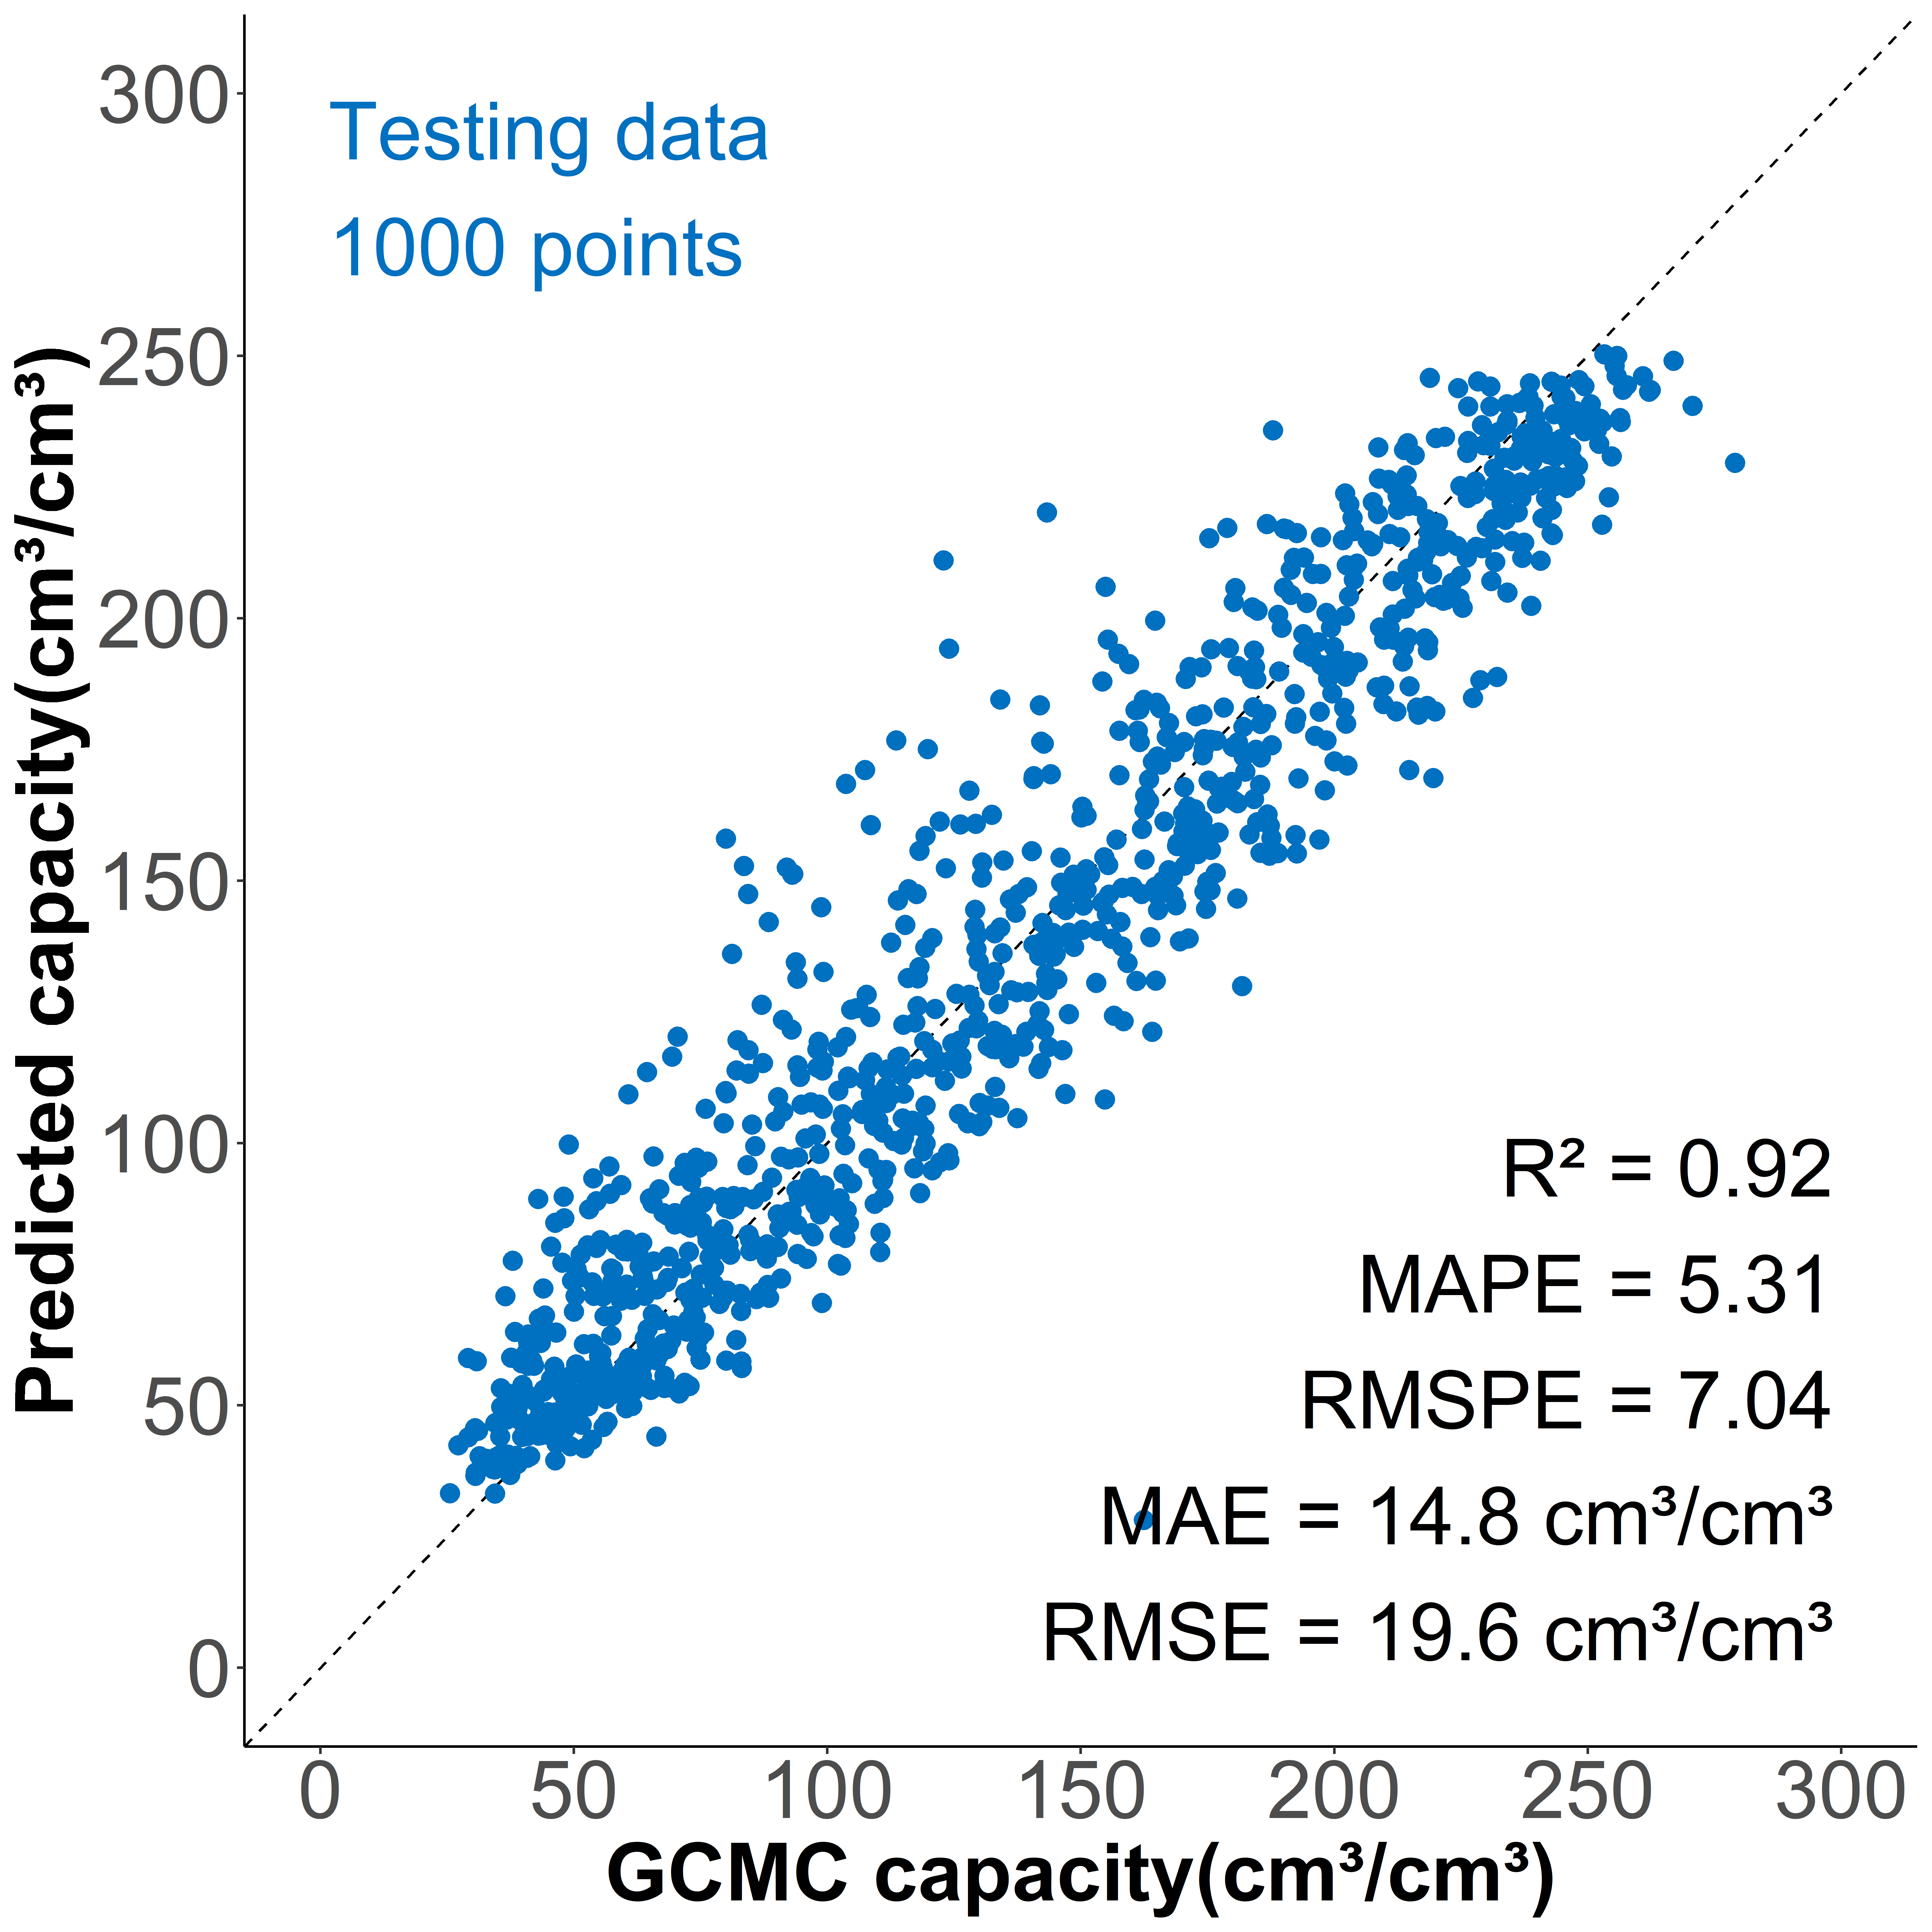 Predicted capacity(cm³/cm³)
300
250
200
150
100
50
0
Testing data
1000 points
R² = 0.92
MAPE = 5.31
RMSPE = 7.04
MAE = 14.8 cm³/cm³
RMSE = 19.6 cm³/cm³
0 50 100 150 200 250 300
GCMC capacity(cm³/cm³)